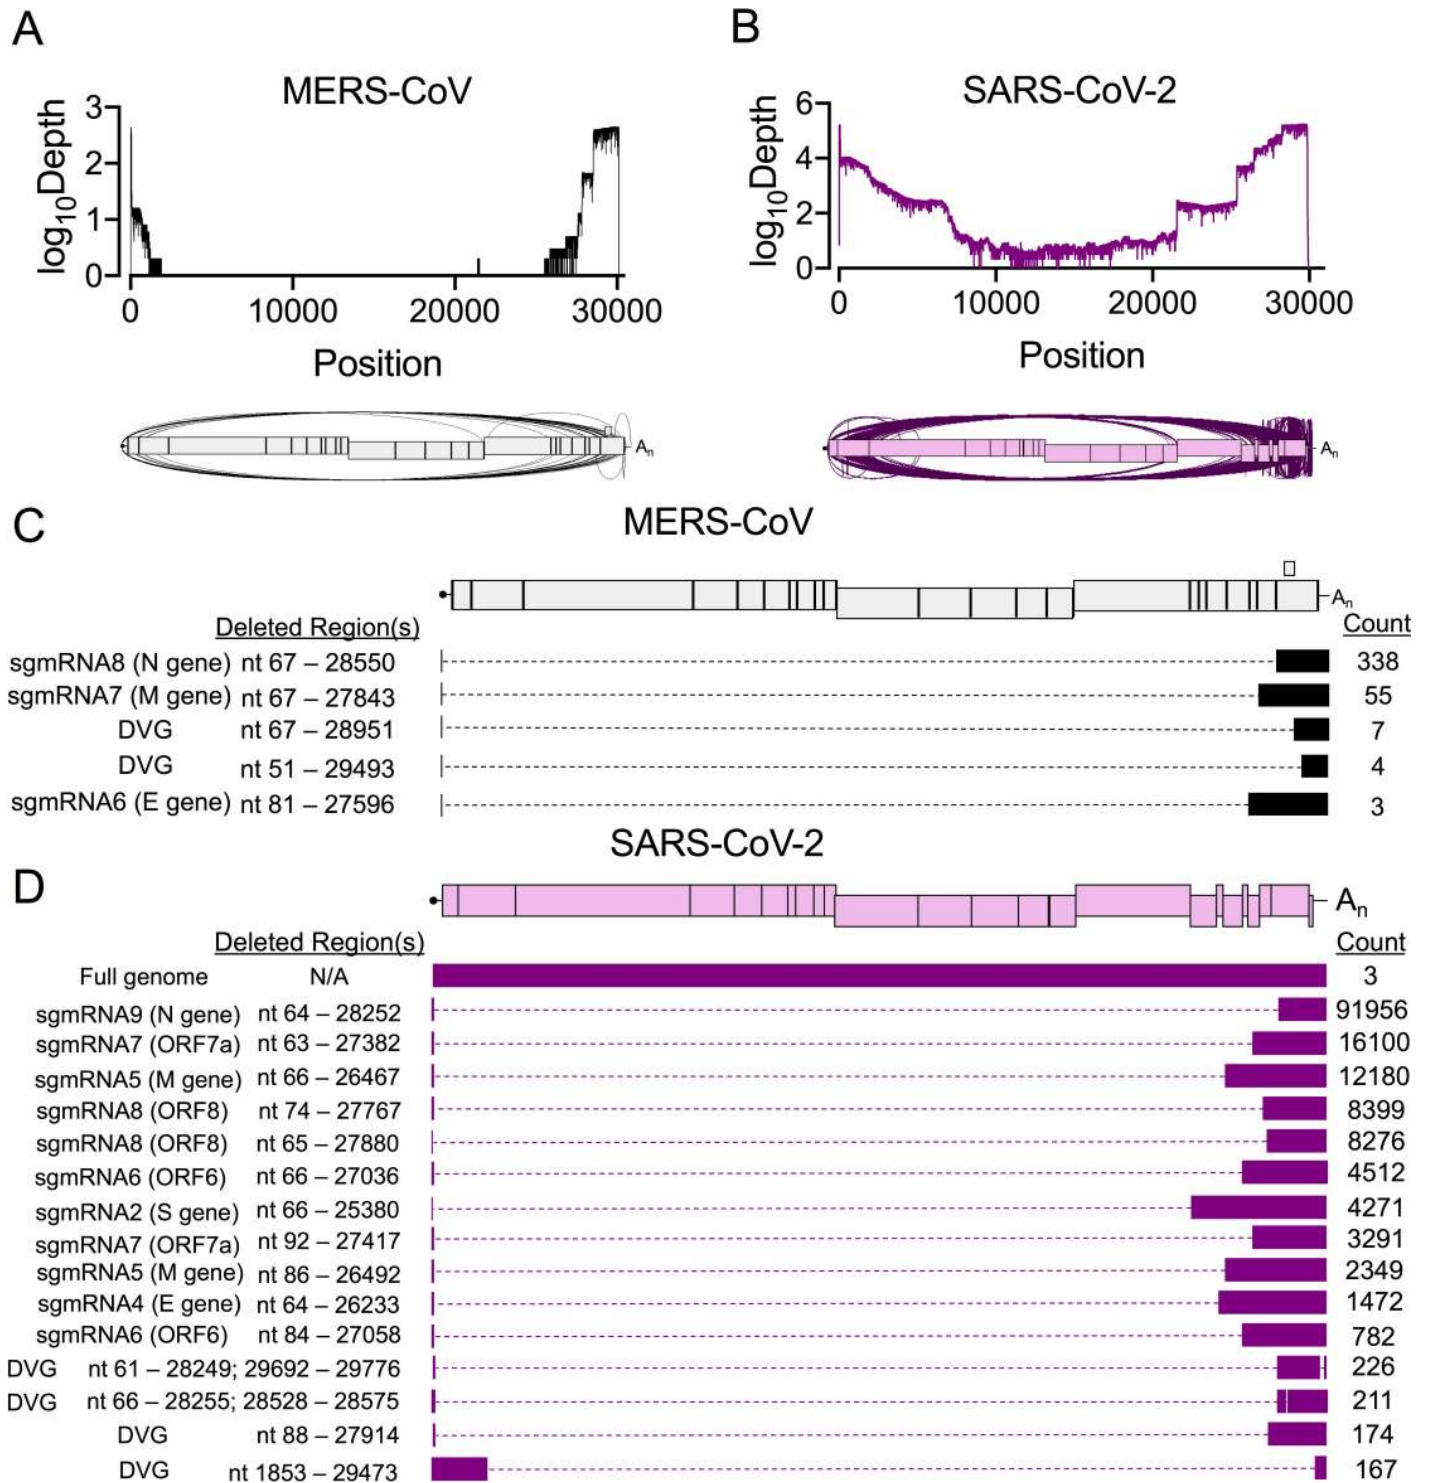 A
B
MERS-CoV
SARS-CoV-2
log10Depth
3
2
1
0
0 10000 20000 30000
Position
log10Depth
6
4
2
0
0 10000 20000 30000
Position
An
An
C
MERS-CoV
An
Deleted Region(s) Count
sgmRNA8 (N gene) nt 67 – 28550 338
sgmRNA7 (M gene) nt 67 – 27843 55
DVG nt 67 – 28951 7
DVG nt 51 – 29493 4
sgmRNA6 (E gene) nt 81 – 27596 3
SARS-CoV-2
D
An
Deleted Region(s) Count
Full genome N/A 3
sgmRNA9 (N gene) nt 64 – 28252 91956
sgmRNA7 (ORF7a) nt 63 – 27382 16100
sgmRNA5 (M gene) nt 66 – 26467 12180
sgmRNA8 (ORF8) nt 74 – 27767 8399
sgmRNA8 (ORF8) nt 65 – 27880 8276
sgmRNA6 (ORF6) nt 66 – 27036 4512
sgmRNA2 (S gene) nt 66 – 25380 4271
sgmRNA7 (ORF7a) nt 92 – 27417 3291
sgmRNA5 (M gene) nt 86 – 26492 2349
sgmRNA4 (E gene) nt 64 – 26233 1472
sgmRNA6 (ORF6) nt 84 – 27058 782
DVG nt 61 – 28249; 29692 – 29776 226
DVG nt 66 – 28255; 28528 – 28575 211
DVG nt 88 – 27914 174
DVG nt 1853 – 29473 167